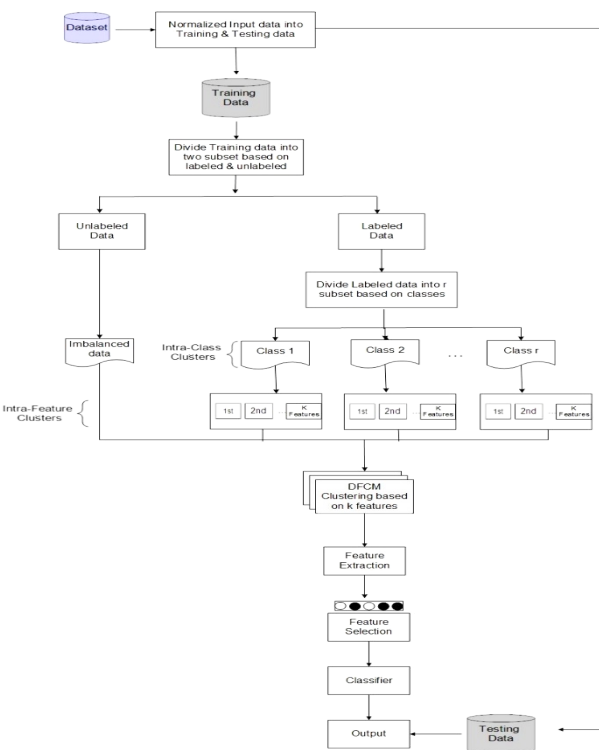 Dataset
Normalized Input data into
Training & Testing data
Training
Data
Divide Training data into
two subset based on
labeled & unlabeled
Unlabeled
Data
Labeled
Data
Divide Labeled data into r
subset based on classes
Imbalanced
data
Intra-Class
Clusters
Class 1
Class 2
. . .
Class r
Intra-Feature
Clusters
1st
2nd
...
K
Features
1st
2nd
...
K
Features
1st
2nd
...
K
Features
DFCM
Clustering based
on k features
Feature
Extraction
Feature
Selection
Classifier
Output
Testing
Data